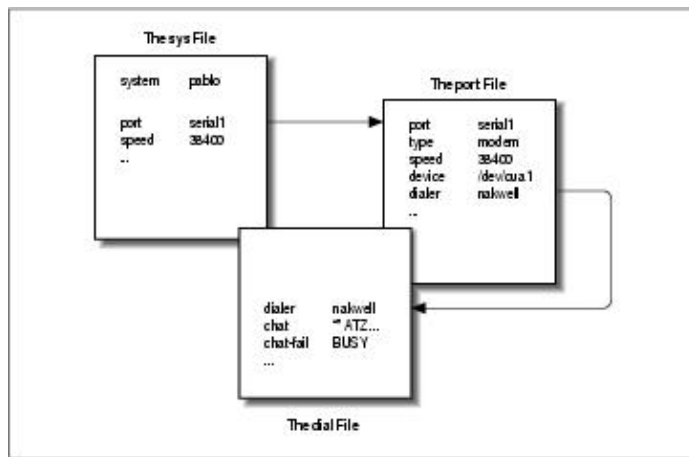 The sys File
system pablo
port serial1
speed 38400
...
The port File
port serial1
type modem
speed 38400
device /dev/cua1
dialer nakwell
...
dialer nakwell
chat "" ATZ...
chat-fail BUSY
...
The dial File